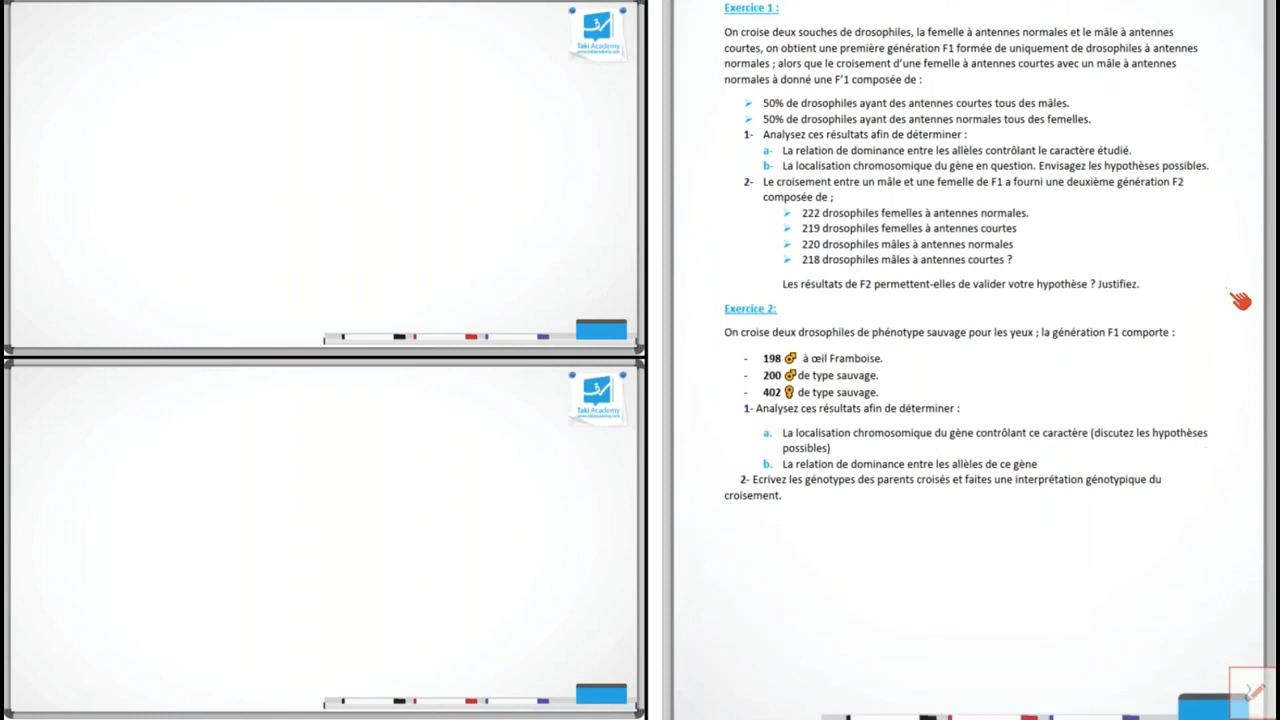 Taki Academy
www.takiacademy.com
Taki Academy
www.takiacademy.com
Exercice 1 :
On croise deux souches de drosophiles, la femelle à antennes normales et le mâle à antennes
courtes, on obtient une première génération F1 formée de uniquement de drosophiles à antennes
normales ; alors que le croisement d'une femelle à antennes courtes avec un mâle à antennes
normales à donné une F'1 composée de :
➢ 50% de drosophiles ayant des antennes courtes tous des mâles.
➢ 50% de drosophiles ayant des antennes normales tous des femelles.
1- Analysez ces résultats afin de déterminer :
a- La relation de dominance entre les allèles contrôlant le caractère étudié.
b- La localisation chromosomique du gène en question. Envisagez les hypothèses possibles.
2- Le croisement entre un mâle et une femelle de F1 a fourni une deuxième génération F2
composée de ;
➢ 222 drosophiles femelles à antennes normales.
➢ 219 drosophiles femelles à antennes courtes
➢ 220 drosophiles mâles à antennes normales
➢ 218 drosophiles mâles à antennes courtes ?
Les résultats de F2 permettent-elles de valider votre hypothèse ? Justifiez.
Exercice 2:
On croise deux drosophiles de phénotype sauvage pour les yeux ; la génération F1 comporte :
- 198 ♂ à œil Framboise.
- 200 ♂ de type sauvage.
- 402 ♀ de type sauvage.
1- Analysez ces résultats afin de déterminer :
a. La localisation chromosomique du gène contrôlant ce caractère (discutez les hypothèses
possibles)
b. La relation de dominance entre les allèles de ce gène
2- Ecrivez les génotypes des parents croisés et faites une interprétation génotypique du
croisement.